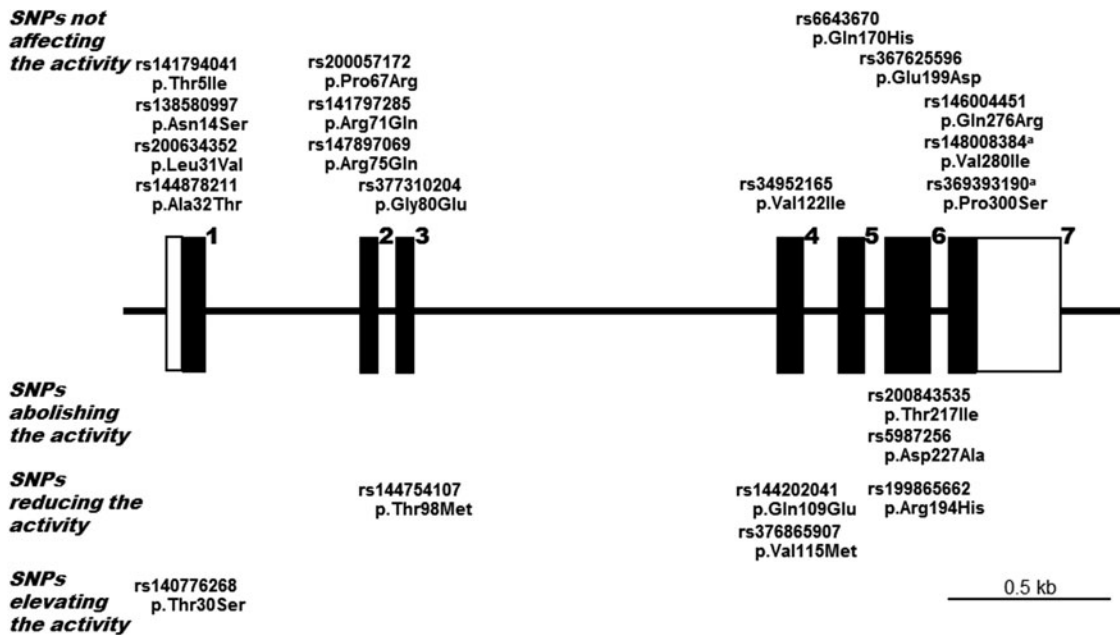 SNPs not
affecting
the activity
rs141794041
p.Thr5Ile
rs138580997
p.Asn14Ser
rs200634352
p.Leu31Val
rs144878211
p.Ala32Thr
rs200057172
p.Pro67Arg
rs141797285
p.Arg71Gln
rs147897069
p.Arg75Gln
rs377310204
p.Gly80Glu
rs34952165
p.Val122Ile
rs6643670
p.Gln170His
rs367625596
p.Glu199Asp
rs146004451
p.Gln276Arg
rs148008384ª
p.Val280Ile
rs369393190ª
p.Pro300Ser
1
2
3
4
5
6
7
SNPs
abolishing
the activity
rs200843535
p.Thr217Ile
rs5987256
p.Asp227Ala
SNPs
reducing the
activity
rs144754107
p.Thr98Met
rs144202041
p.Gln109Glu
rs376865907
p.Val115Met
rs199865662
p.Arg194His
SNPs
elevating
the activity
rs140776268
p.Thr30Ser
0.5 kb